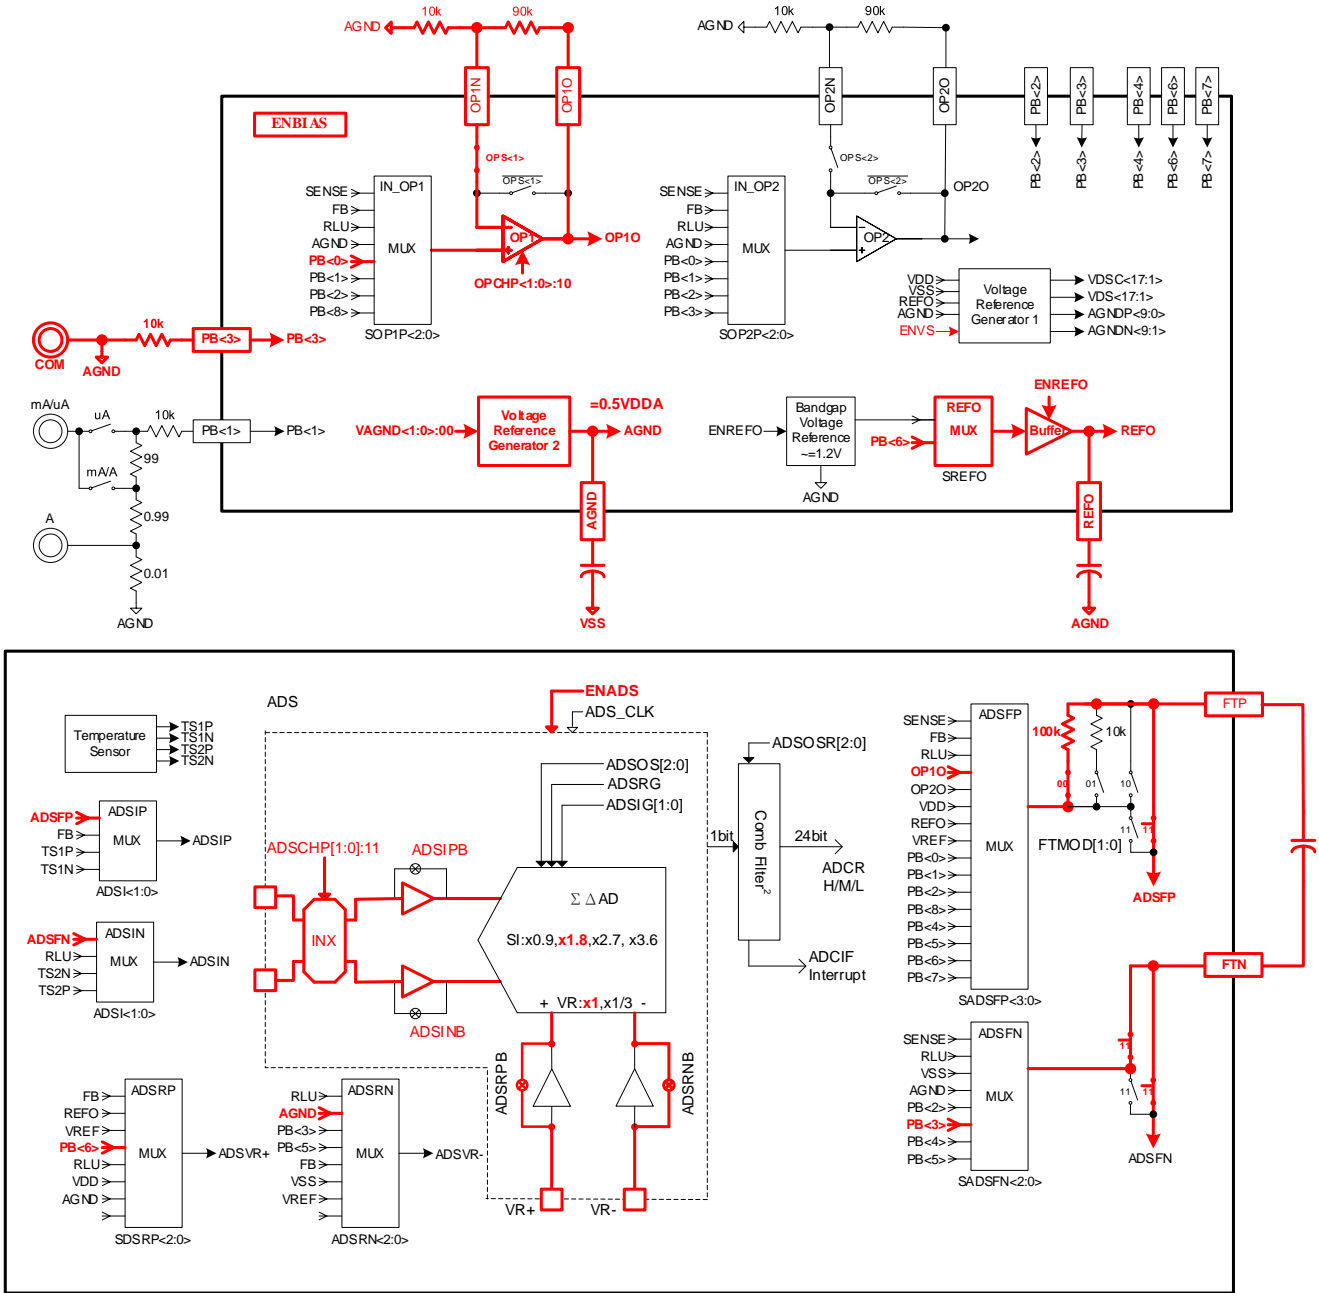 10k
90k
AGND
OP1N
OP1O
10k
90k
AGND
OP2N
OP2O
PB<2>
PB<3>
PB<4>
PB<6>
PB<7>
PB<2>
PB<3>
PB<4>
PB<6>
PB<7>
ENBIAS
OPS<1>
OPS<1>
OPS<2>
OPS<2>
IN_OP1
SENSE
FB
RLU
AGND
PB<0>
PB<1>
PB<2>
PB<8>
MUX
SOP1P<2:0>
-
+
OP1
OP1O
OPCHP<1:0>:10
IN_OP2
SENSE
FB
RLU
AGND
PB<0>
PB<1>
PB<2>
PB<3>
MUX
SOP2P<2:0>
-
+
OP2
OP2O
VDD
VSS
REFO
AGND
ENVS
Voltage
Reference
Generator 1
VDSC<17:1>
VDS<17:1>
AGNDP<9:0>
AGNDN<9:1>
COM
AGND
10k
PB<3>
PB<3>
mA/uA
uA
10k
PB<1>
PB<1>
99
mA/A
0.99
A
0.01
AGND
VAGND<1:0>:00
Voltage
Reference
Generator 2
=0.5VDDA
AGND
AGND
VSS
ENREFO
Bandgap
Voltage
Reference
~=1.2V
AGND
PB<6>
REFO
MUX
SREFO
ENREFO
Buffer
REFO
REFO
AGND
ADS
ENADS
ADS_CLK
Temperature
Sensor
TS1P
TS1N
TS2P
TS2N
ADSFP
FB
TS1P
TS1N
ADSIP
MUX
ADSI<1:0>
ADSIP
ADSFN
RLU
TS2N
TS2P
ADSIN
MUX
ADSI<1:0>
ADSIN
ADSOS[2:0]
ADSRG
ADSIG[1:0]
ADSCHP[1:0]:11
INX
ADSIPB
ADSINB
Σ Δ AD
SI:x0.9,x1.8,x2.7, x3.6
+ VR:x1,x1/3 -
ADSRPB
ADSRNB
VR+
VR-
1bit
ADSOSR[2:0]
Comb Filter²
24bit
ADCR
H/M/L
ADCIF
Interrupt
FB
REFO
VREF
PB<6>
RLU
VDD
AGND
ADSRP
MUX
SDSRP<2:0>
ADSVR+
RLU
AGND
PB<3>
PB<5>
FB
VSS
VREF
ADSRN
MUX
ADSRN<2:0>
ADSVR-
SENSE
FB
RLU
OP1O
OP2O
VDD
REFO
VREF
PB<0>
PB<1>
PB<2>
PB<8>
PB<4>
PB<5>
PB<6>
PB<7>
ADSFP
MUX
SADSFP<3:0>
100k
10k
00
01
10
11
11
FTMOD[1:0]
ADSFP
FTP
SENSE
RLU
VSS
AGND
PB<2>
PB<3>
PB<4>
PB<5>
ADSFN
MUX
SADSFN<2:0>
11
11
11
ADSFN
FTN